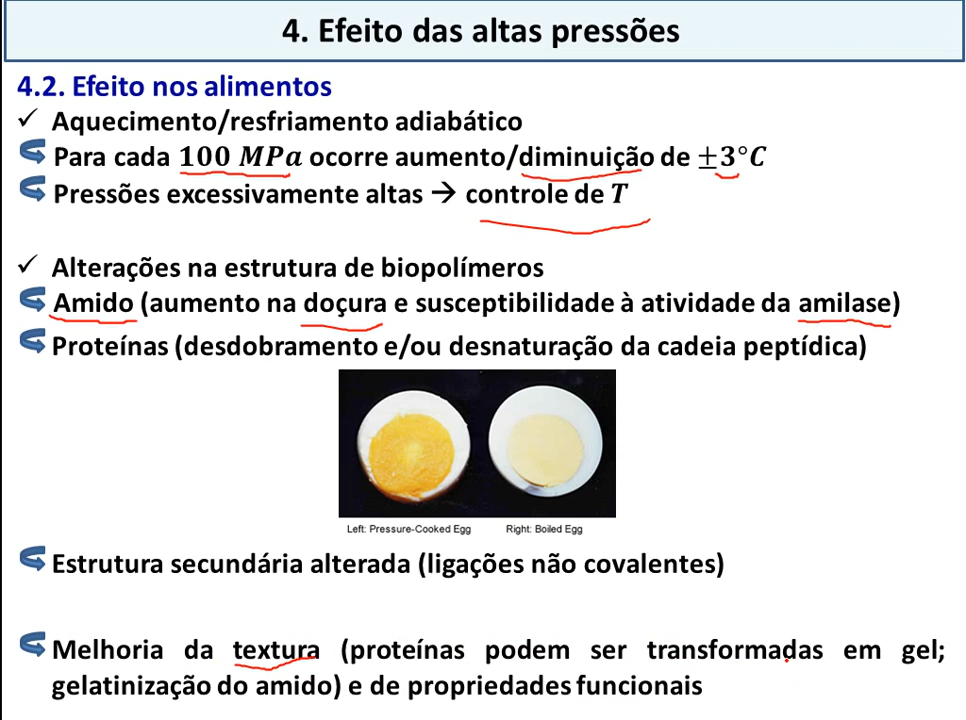 4. Efeito das altas pressões
4.2. Efeito nos alimentos
✓ Aquecimento/resfriamento adiabático
Para cada 100 MPa ocorre aumento/diminuição de ±3°C
Pressões excessivamente altas → controle de T
✓ Alterações na estrutura de biopolímeros
Amido (aumento na doçura e susceptibilidade à atividade da amilase)
Proteínas (desdobramento e/ou desnaturação da cadeia peptídica)
Left: Pressure-Cooked Egg Right: Boiled Egg
Estrutura secundária alterada (ligações não covalentes)
Melhoria da textura (proteínas podem ser transformadas em gel;
gelatinização do amido) e de propriedades funcionais